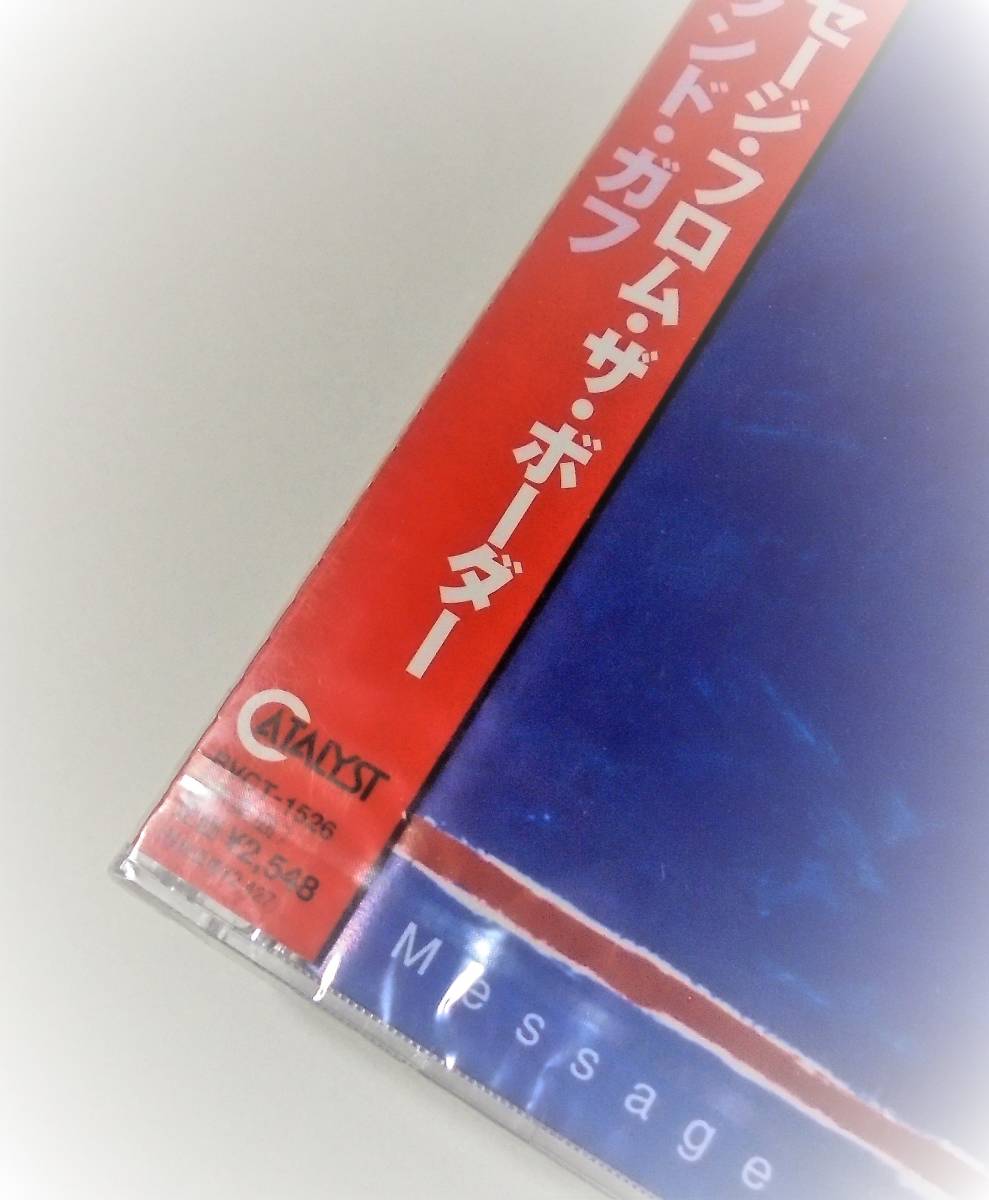 セージ・フロム・ザ・ボーダー
ンド・ガフ
CATALYST
-1526
¥2,548
Message